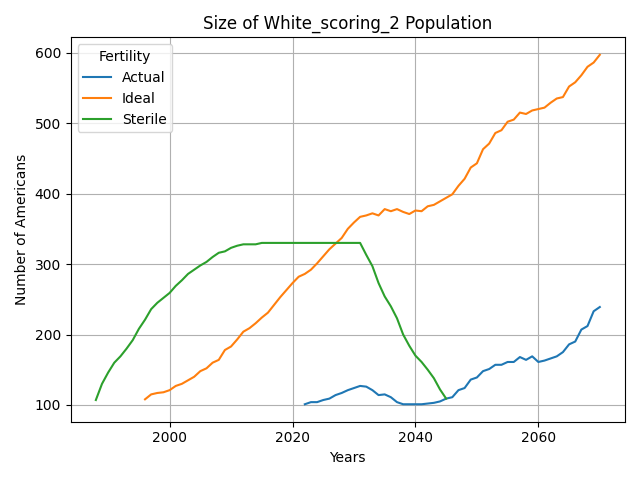 Size of White_scoring_2 Population
Fertility
Actual
Ideal
Sterile
Number of Americans
600
500
400
300
200
100
2000
2020
2040
2060
Years